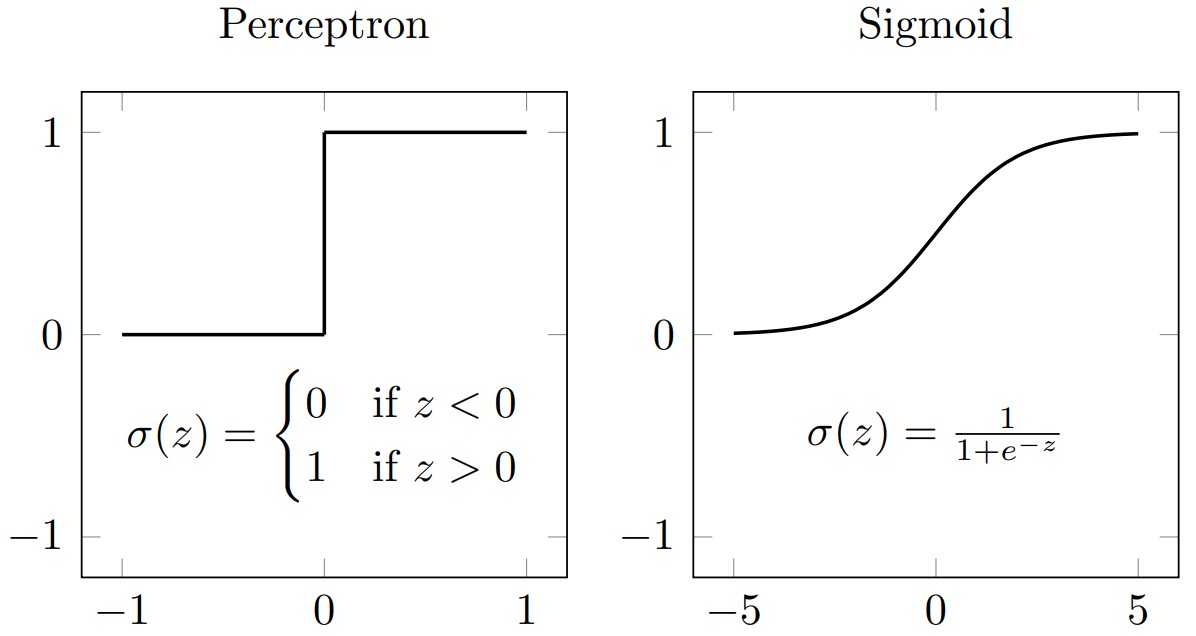 Perceptron
1
0
−1
σ(z) = { 0 if z < 0
1 if z > 0
−1 0 1
Sigmoid
1
0
−1
σ(z) = 1/(1+e^{−z})
−5 0 5